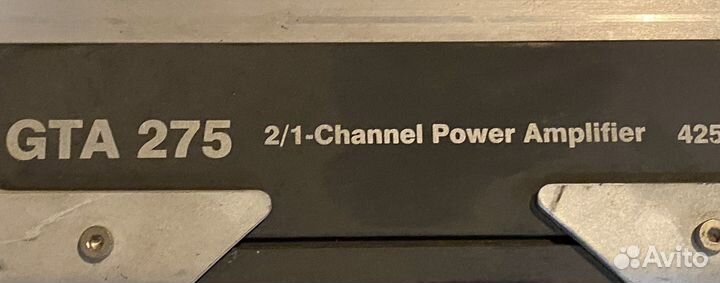 GTA 275 2/1-Channel Power Amplifier 425
Avito